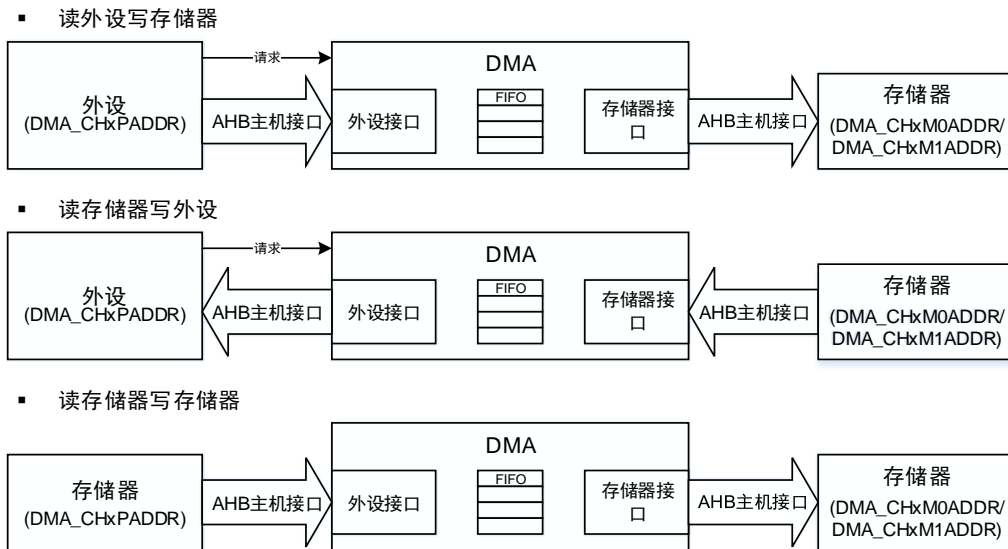 ▪ 读外设写存储器
请求
DMA
外设
(DMA_CHxPADDR)
AHB主机接口
外设接口
FIFO
存储器接
口
AHB主机接口
存储器
(DMA_CHxM0ADDR/
DMA_CHxM1ADDR)
▪ 读存储器写外设
请求
DMA
外设
(DMA_CHxPADDR)
AHB主机接口
外设接口
FIFO
存储器接
口
AHB主机接口
存储器
(DMA_CHxM0ADDR/
DMA_CHxM1ADDR)
▪ 读存储器写存储器
DMA
存储器
(DMA_CHxPADDR)
AHB主机接口
外设接口
FIFO
存储器接
口
AHB主机接口
存储器
(DMA_CHxM0ADDR/
DMA_CHxM1ADDR)